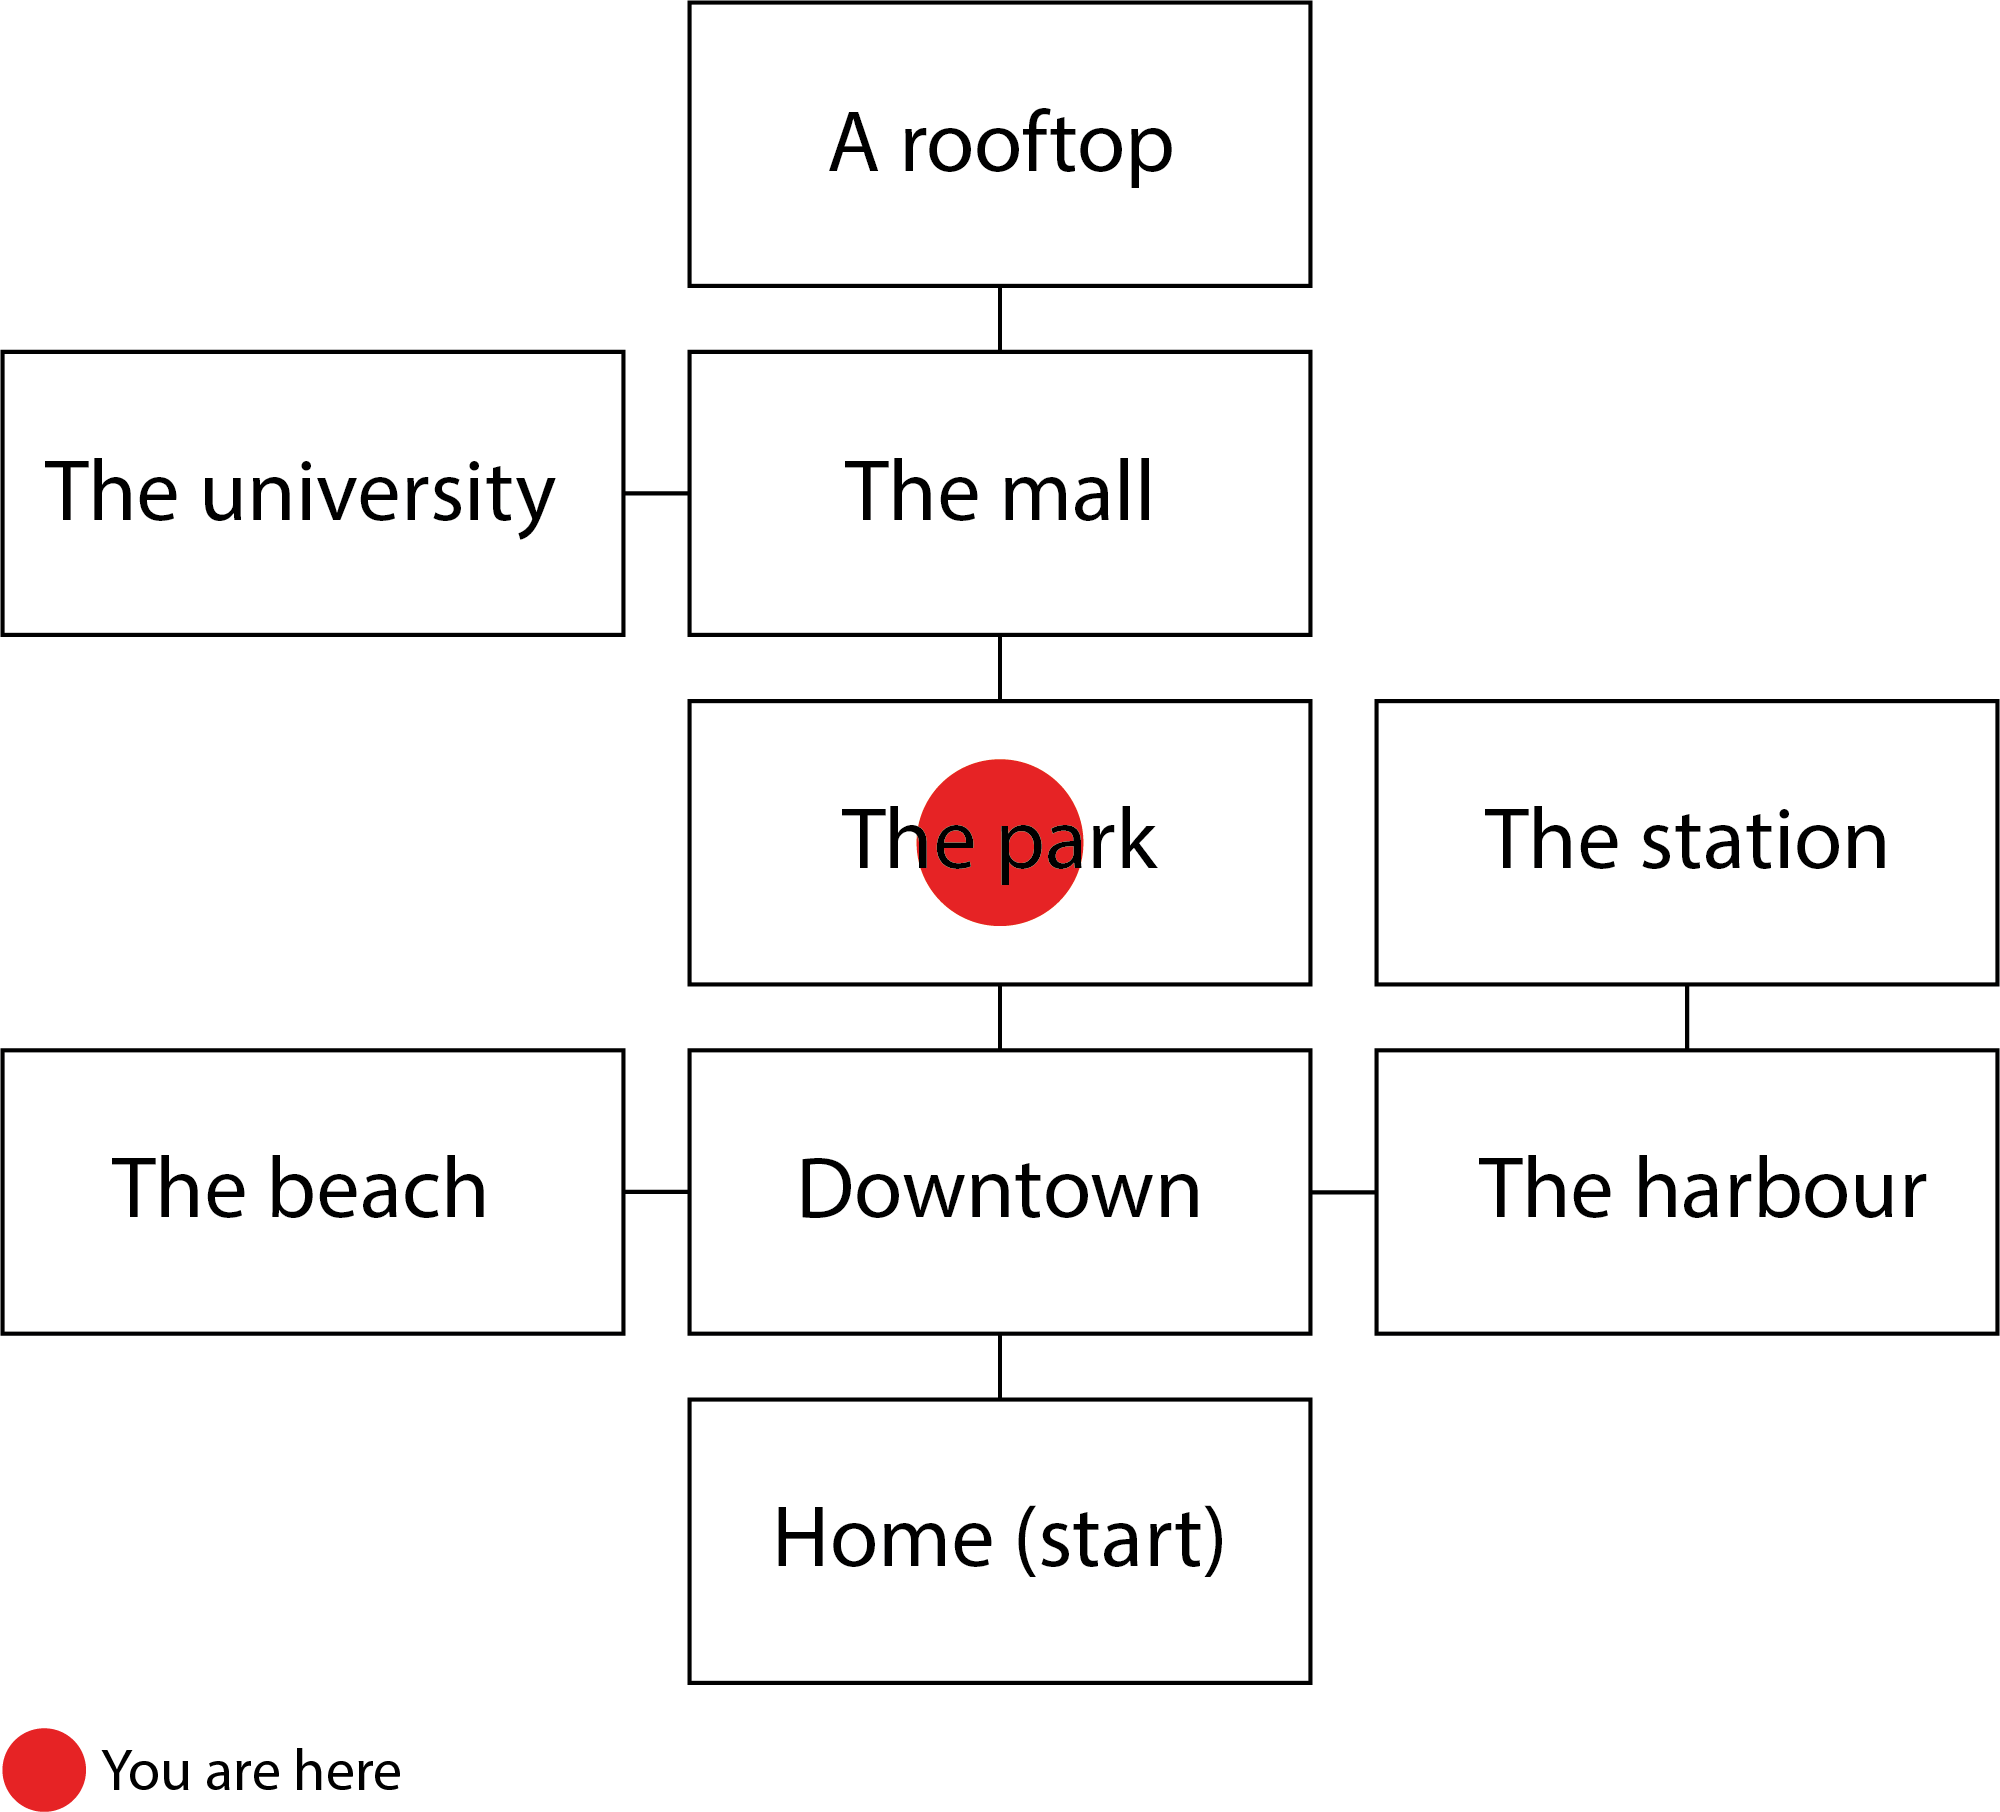 A rooftop
The university
The mall
The park
The station
The beach
Downtown
The harbour
Home (start)
You are here